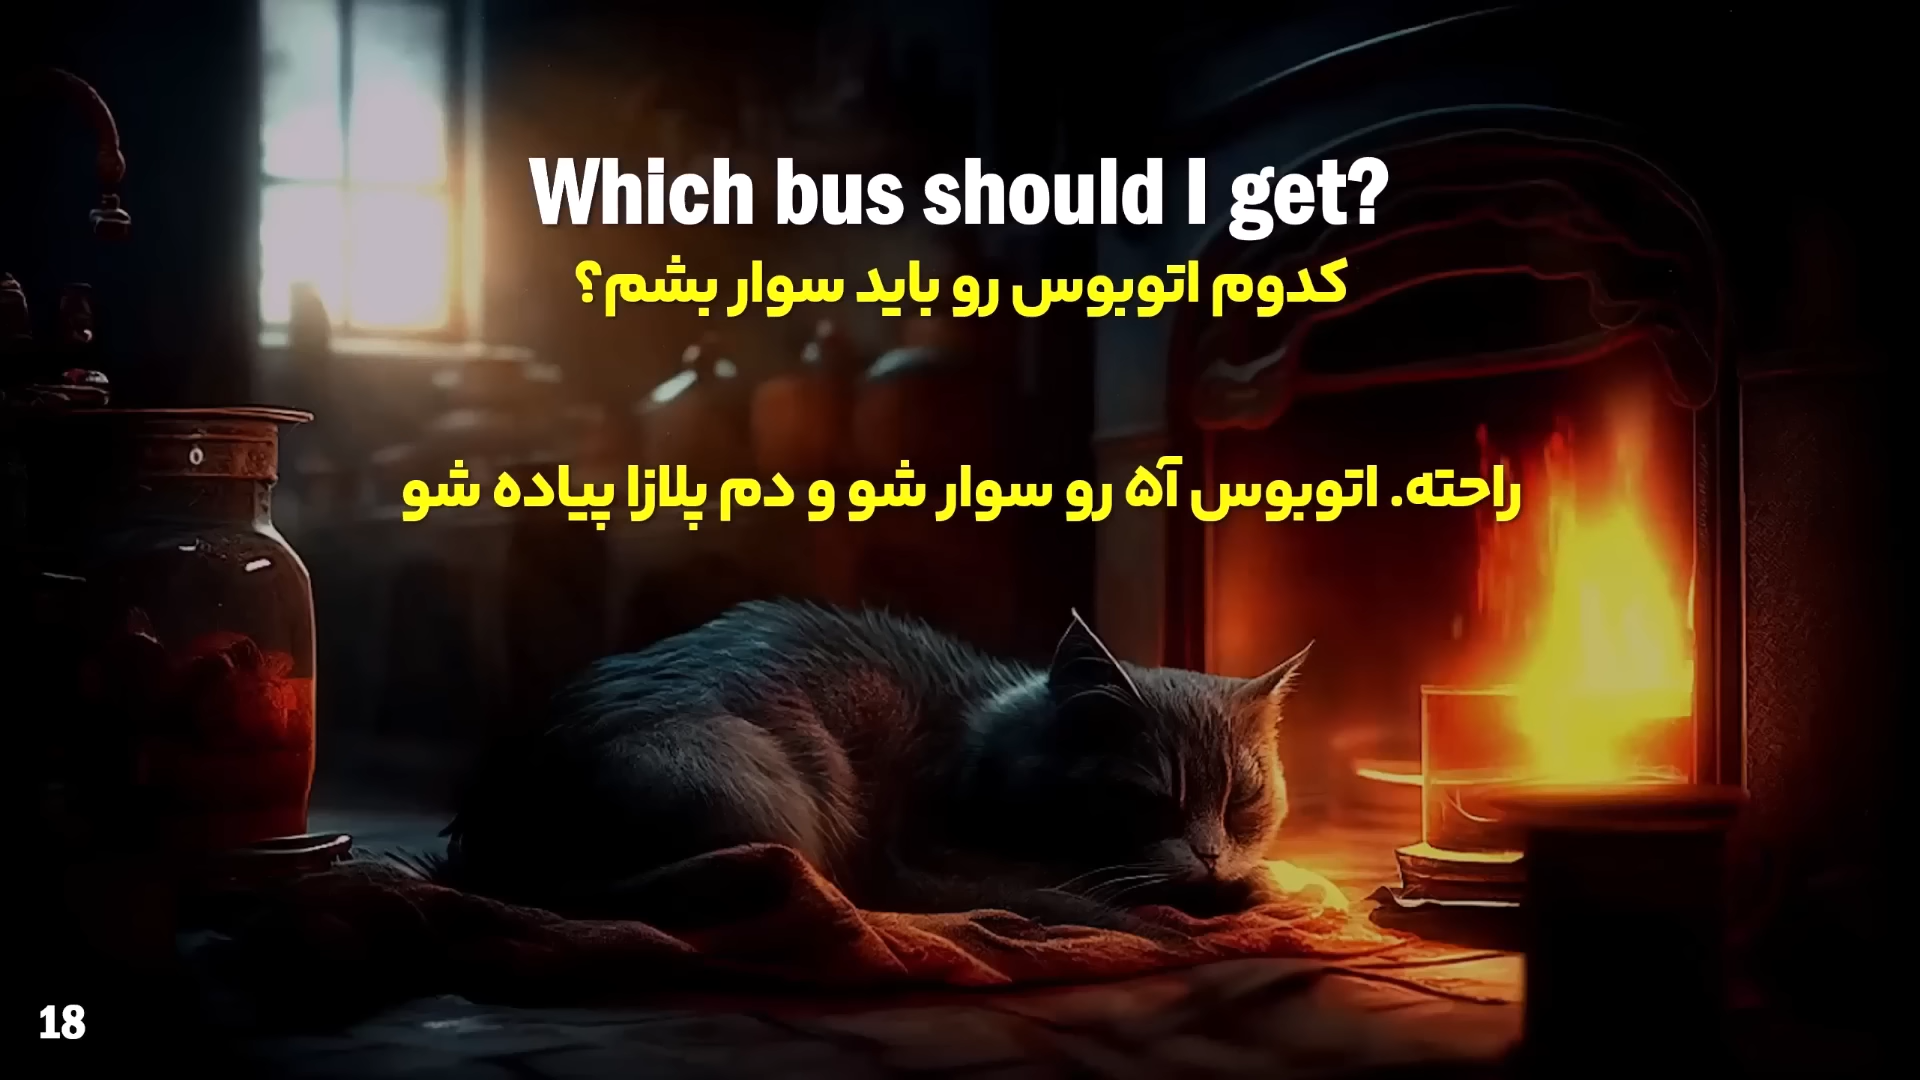 Which bus should I get?
کدوم اتوبوس رو باید سوار بشم؟
راحته. اتوبوس آ۵ رو سوار شو و دم پلازا پیاده شو
18